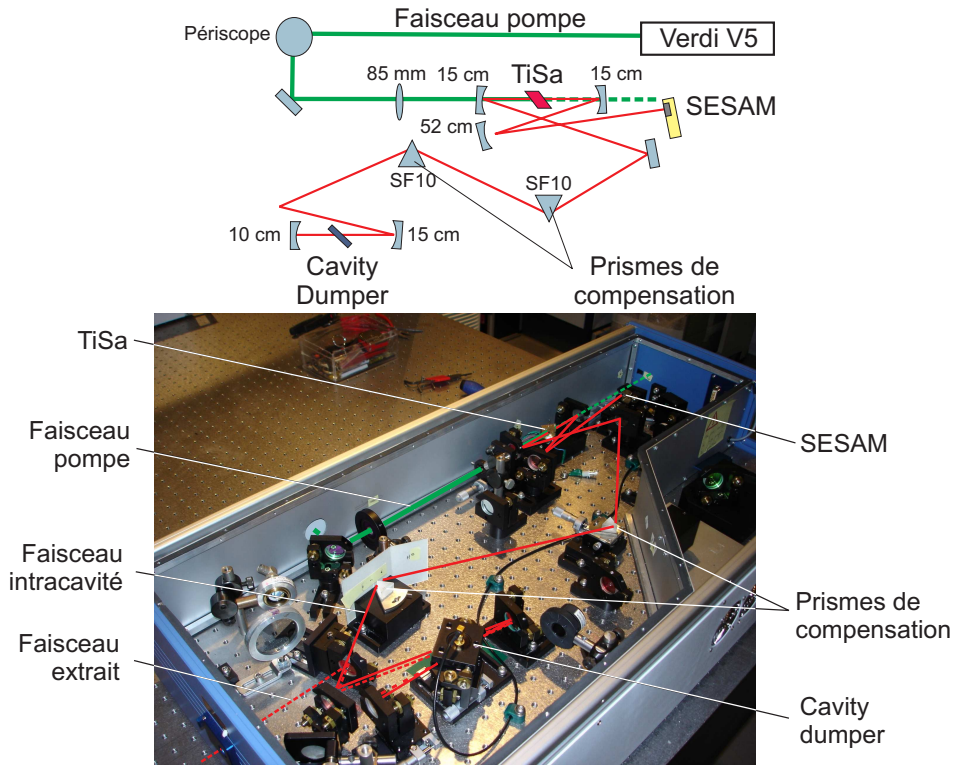 Faisceau pompe
Périscope
Verdi V5
85 mm
15 cm
TiSa
15 cm
SESAM
52 cm
SF10
SF10
10 cm
15 cm
Cavity
Dumper
Prismes de
compensation
TiSa
Faisceau
pompe
SESAM
Faisceau
intracavité
Prismes de
compensation
Faisceau
extrait
Cavity
dumper